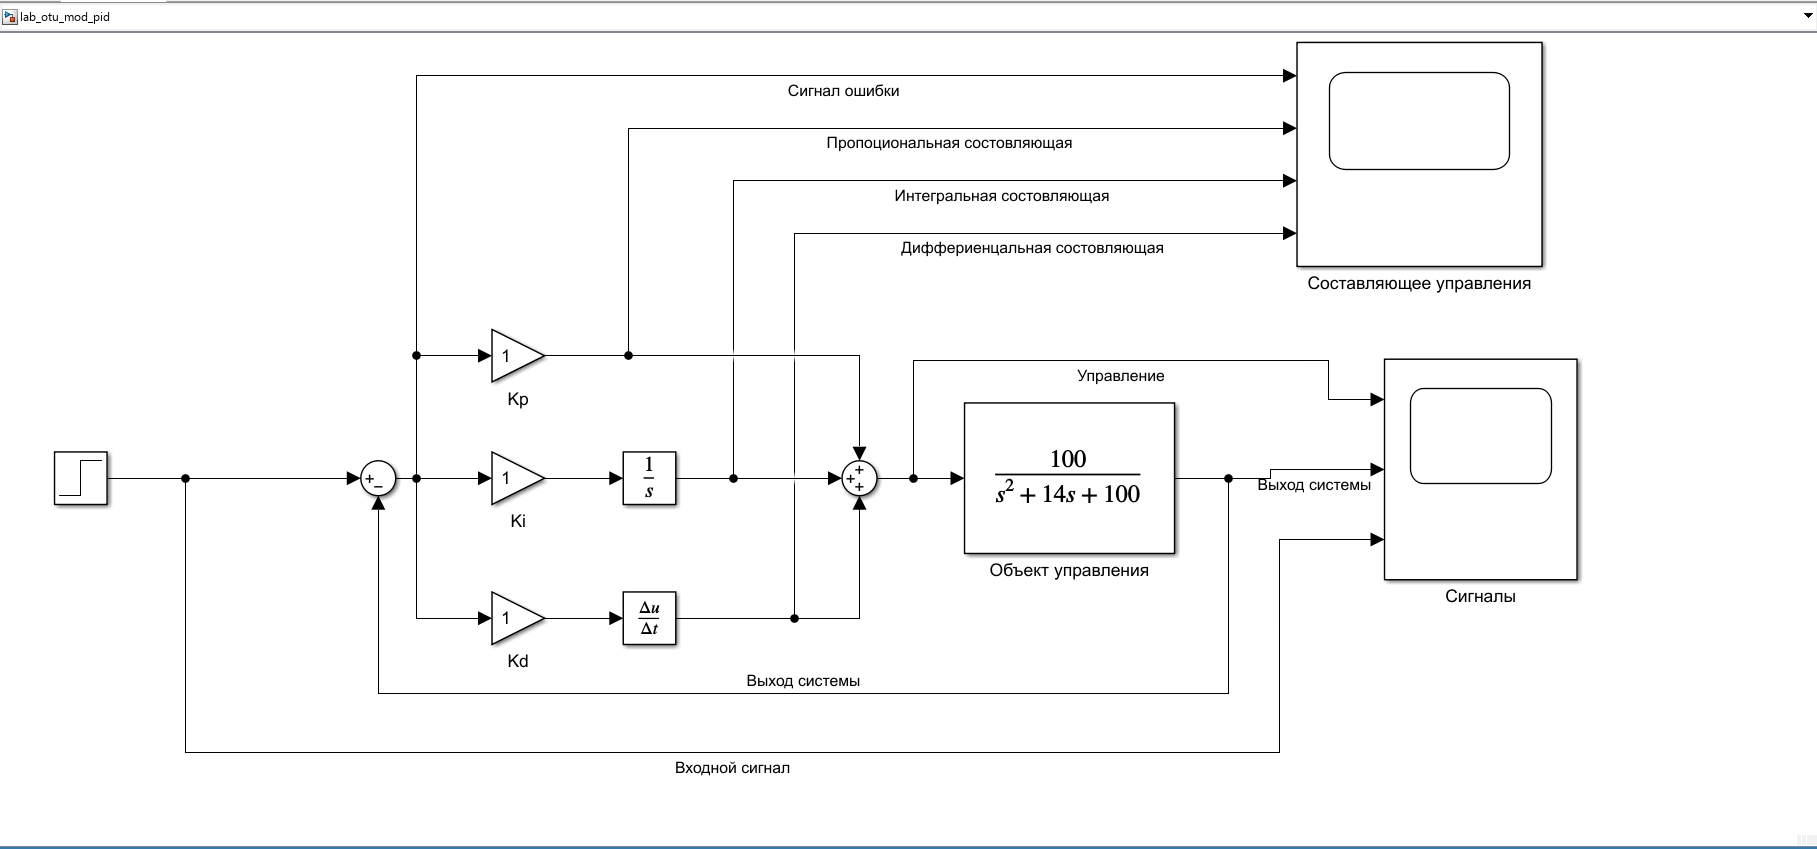 lab_otu_mod_pid
Сигнал ошибки
Пропоциональная состовляющая
Интегральная состовляющая
Диффериенцальная состовляющая
Составляющее управления
1
Kp
Управление
+
−
1
Ki
1
s
+
+
+
100
s² + 14s + 100
Объект управления
Выход системы
Сигналы
1
Kd
Δu
Δt
Выход системы
Входной сигнал